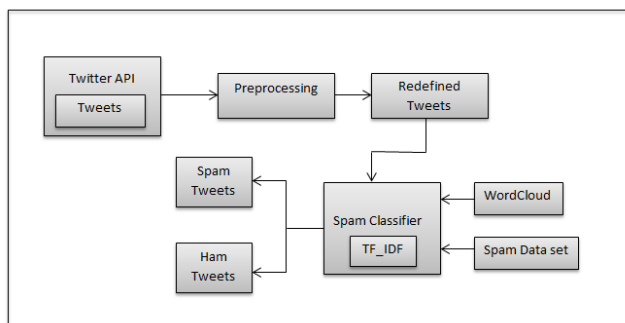 Twitter API
Tweets
Preprocessing
Redefined
Tweets
Spam
Tweets
Spam Classifier
TF_IDF
WordCloud
Ham
Tweets
Spam Data set